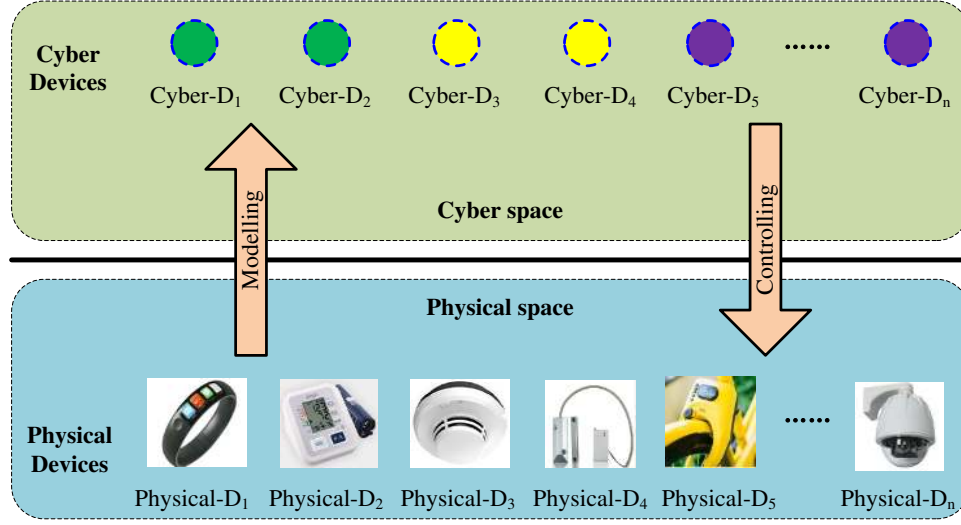 Cyber
Devices
Cyber-D1 Cyber-D2 Cyber-D3 Cyber-D4 Cyber-D5 ...... Cyber-Dn
Modelling
Controlling
Cyber space
Physical space
Physical
Devices
......
Physical-D1 Physical-D2 Physical-D3 Physical-D4 Physical-D5 Physical-Dn